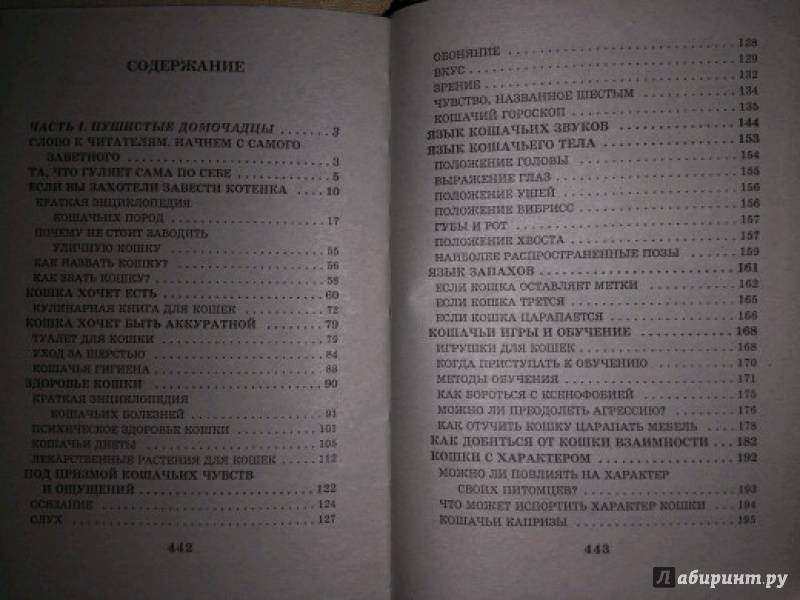 СОДЕРЖАНИЕ
ЧАСТЬ I. ПУШИСТЫЕ ДОМОЧАДЦЫ ....... 3
СЛОВО К ЧИТАТЕЛЯМ. НАЧНЕМ С САМОГО
ЗАВЕТНОГО ....... 3
ТА, ЧТО ГУЛЯЕТ САМА ПО СЕБЕ ....... 5
ЕСЛИ ВЫ ЗАХОТЕЛИ ЗАВЕСТИ КОТЕНКА ....... 10
КРАТКАЯ ЭНЦИКЛОПЕДИЯ
КОШАЧЬИХ ПОРОД ....... 17
ПОЧЕМУ НЕ СТОИТ ЗАВОДИТЬ
УЛИЧНУЮ КОШКУ ....... 55
КАК НАЗВАТЬ КОШКУ? ....... 56
КАК ЗВАТЬ КОШКУ? ....... 58
КОШКА ХОЧЕТ ЕСТЬ ....... 60
КУЛИНАРНАЯ КНИГА ДЛЯ КОШЕК ....... 72
КОШКА ХОЧЕТ БЫТЬ АККУРАТНОЙ ....... 79
ТУАЛЕТ ДЛЯ КОШКИ ....... 79
УХОД ЗА ШЕРСТЬЮ ....... 84
КОШАЧЬЯ ГИГИЕНА ....... 88
ЗДОРОВЬЕ КОШКИ ....... 90
КРАТКАЯ ЭНЦИКЛОПЕДИЯ
КОШАЧЬИХ БОЛЕЗНЕЙ ....... 91
ПСИХИЧЕСКОЕ ЗДОРОВЬЕ КОШКИ ....... 101
КОШАЧЬИ ДИЕТЫ ....... 105
ЛЕКАРСТВЕННЫЕ РАСТЕНИЯ ДЛЯ КОШЕК ....... 112
ПОД ПРИЗМОЙ КОШАЧЬИХ ЧУВСТВ
И ОЩУЩЕНИЙ ....... 122
ОСЯЗАНИЕ ....... 124
СЛУХ ....... 127
442
ОБОНЯНИЕ ....... 128
ВКУС ....... 129
ЗРЕНИЕ ....... 132
ЧУВСТВО, НАЗВАННОЕ ШЕСТЫМ ....... 134
КОШАЧИЙ ГОРОСКОП ....... 135
ЯЗЫК КОШАЧЬИХ ЗВУКОВ ....... 144
ЯЗЫК КОШАЧЬЕГО ТЕЛА ....... 153
ПОЛОЖЕНИЕ ГОЛОВЫ ....... 154
ВЫРАЖЕНИЕ ГЛАЗ ....... 155
ПОЛОЖЕНИЕ УШЕЙ ....... 156
ПОЛОЖЕНИЕ ВИБРИСС ....... 156
ГУБЫ И РОТ ....... 157
ПОЛОЖЕНИЕ ХВОСТА ....... 157
НАИБОЛЕЕ РАСПРОСТРАНЕННЫЕ ПОЗЫ ....... 159
ЯЗЫК ЗАПАХОВ ....... 161
ЕСЛИ КОШКА ОСТАВЛЯЕТ МЕТКИ ....... 162
ЕСЛИ КОШКА ТРЕТСЯ ....... 165
ЕСЛИ КОШКА ЦАРАПАЕТСЯ ....... 166
КОШАЧЬИ ИГРЫ И ОБУЧЕНИЕ ....... 168
ИГРУШКИ ДЛЯ КОШЕК ....... 168
КОГДА ПРИСТУПАТЬ К ОБУЧЕНИЮ ....... 170
МЕТОДЫ ОБУЧЕНИЯ ....... 171
КАК БОРОТЬСЯ С КСЕНОФОБИЕЙ ....... 175
МОЖНО ЛИ ПРЕОДОЛЕТЬ АГРЕССИЮ? ....... 176
КАК ОТУЧИТЬ КОШКУ ЦАРАПАТЬ МЕБЕЛЬ ....... 178
КАК ДОБИТЬСЯ ОТ КОШКИ ВЗАИМНОСТИ ....... 182
КОШКИ С ХАРАКТЕРОМ ....... 192
МОЖНО ЛИ ПОВЛИЯТЬ НА ХАРАКТЕР
СВОИХ ПИТОМЦЕВ? ....... 193
ЧТО МОЖЕТ ИСПОРТИТЬ ХАРАКТЕР КОШКИ ....... 194
КОШАЧЬИ КАПРИЗЫ ....... 195
443
Лабиринт.ру